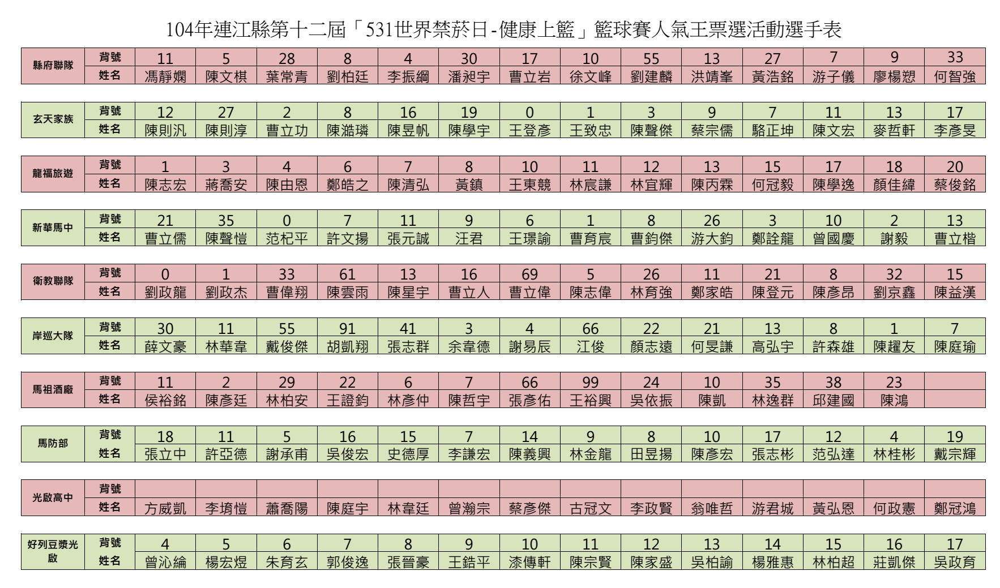 104年連江縣第十二屆「531世界禁菸日-健康上籃」籃球賽人氣王票選活動選手表
縣府聯隊 背號 11 5 28 8 4 30 17 10 55 13 27 7 9 33
姓名 馮靜嫻 陳文棋 葉常青 劉柏廷 李振綱 潘昶宇 曹立岩 徐文峰 劉建麟 洪靖峯 黃浩銘 游子儀 廖楊愬 何智強
玄天家族 背號 12 27 2 8 16 19 0 1 3 9 7 11 13 17
姓名 陳則汎 陳則淳 曹立功 陳澔璘 陳昱帆 陳學宇 王登彥 王致忠 陳聲傑 蔡宗儒 駱正坤 陳文宏 麥哲軒 李彥旻
龍福旅遊 背號 1 3 4 6 7 8 10 11 12 13 15 17 18 20
姓名 陳志宏 蔣喬安 陳由恩 鄭皓之 陳清弘 黃鎮 王東競 林宸謙 林宜輝 陳丙霖 何冠毅 陳學逸 顏佳緯 蔡俊銘
新華馬中 背號 21 35 0 7 11 9 6 1 8 26 3 10 2 13
姓名 曹立儒 陳聲愷 范杞平 許文揚 張元誠 汪君 王璟諭 曹育宸 曹鈞傑 游大鈞 鄭詮龍 曾國慶 謝毅 曹立楷
衛教聯隊 背號 0 1 33 61 13 16 69 5 26 11 21 8 32 15
姓名 劉政龍 劉政杰 曹偉翔 陳雲雨 陳星宇 曹立人 曹立偉 陳志偉 林育強 鄭家皓 陳登元 陳彥昂 劉京鑫 陳益漢
岸巡大隊 背號 30 11 55 91 41 3 4 66 22 21 13 8 1 7
姓名 薛文豪 林華韋 戴俊傑 胡凱翔 張志群 余韋德 謝易辰 江俊 顏志遠 何旻謙 高弘宇 許森雄 陳趯友 陳庭瑜
馬祖酒廠 背號 11 2 29 22 6 7 66 99 24 10 35 38 23
姓名 侯裕銘 陳彥廷 林柏安 王證鈞 林彥仲 陳哲宇 張彥佑 王裕興 吳依振 陳凱 林逸群 邱建國 陳鴻
馬防部 背號 18 11 5 16 15 7 14 9 8 10 17 12 4 19
姓名 張立中 許亞德 謝承甫 吳俊宏 史德厚 李謙宏 陳義興 林金龍 田昱揚 陳彥宏 張志彬 范弘達 林桂彬 戴宗輝
光啟高中 背號
姓名 方威凱 李堉愷 蕭喬陽 陳庭宇 林韋廷 曾瀚宗 蔡彥傑 古冠文 李政賢 翁唯哲 游君城 黃弘恩 何政憲 鄭冠鴻
好列豆漿光啟 背號 4 5 6 7 8 9 10 11 12 13 14 15 16 17
姓名 曾沁綸 楊宏煜 朱育玄 郭俊逸 張晉豪 王鋯平 漆傳軒 陳宗賢 陳家盛 吳柏諭 楊雅惠 林柏超 莊凱傑 吳政育